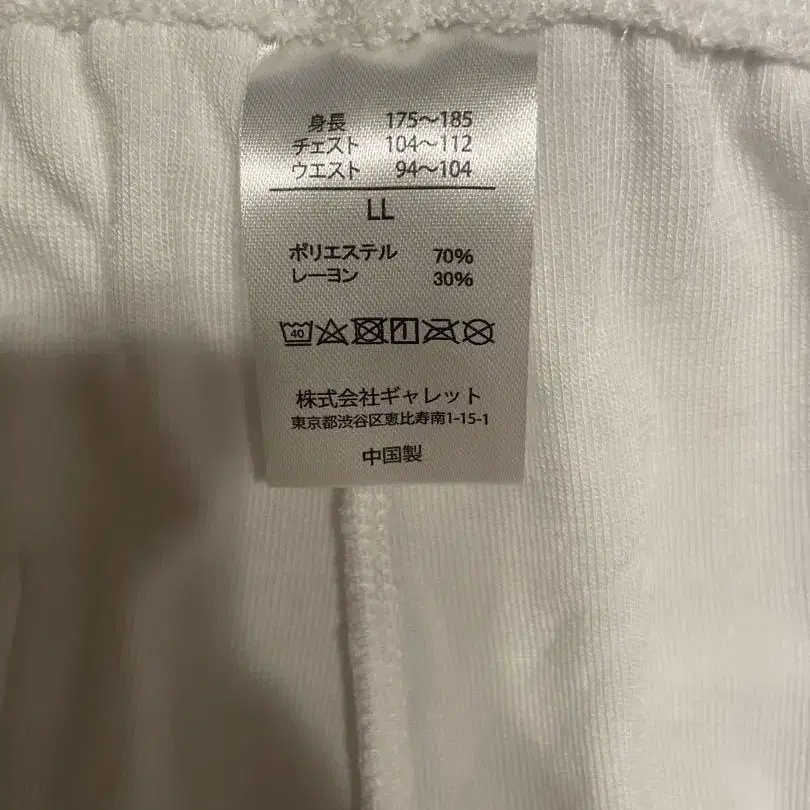 身長 175～185
チェスト 104～112
ウエスト 94～104
LL
ポリエステル 70%
レーヨン 30%
40
株式会社ギャレット
東京都渋谷区恵比寿南1-15-1
中国製